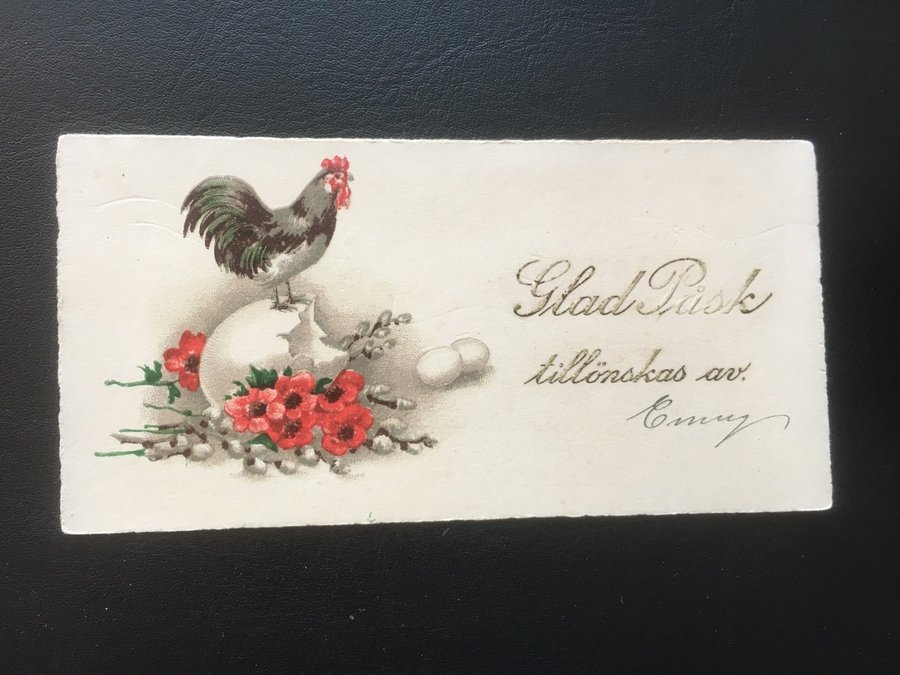 Glad Påsk
tillönskas av.
Emmy